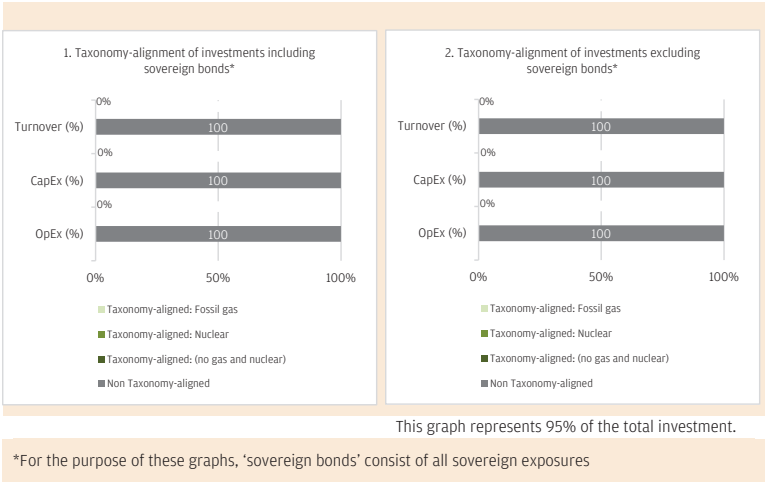 1. Taxonomy-alignment of investments including
sovereign bonds*
0%
Turnover (%)
100
0%
CapEx (%)
100
0%
OpEx (%)
100
0%
50%
100%
Taxonomy-aligned: Fossil gas
Taxonomy-aligned: Nuclear
Taxonomy-aligned: (no gas and nuclear)
Non Taxonomy-aligned
2. Taxonomy-alignment of investments excluding
sovereign bonds*
0%
Turnover (%)
100
0%
CapEx (%)
100
0%
OpEx (%)
100
0%
50%
100%
Taxonomy-aligned: Fossil gas
Taxonomy-aligned: Nuclear
Taxonomy-aligned: (no gas and nuclear)
Non Taxonomy-aligned
This graph represents 95% of the total investment.
*For the purpose of these graphs, ‘sovereign bonds’ consist of all sovereign exposures